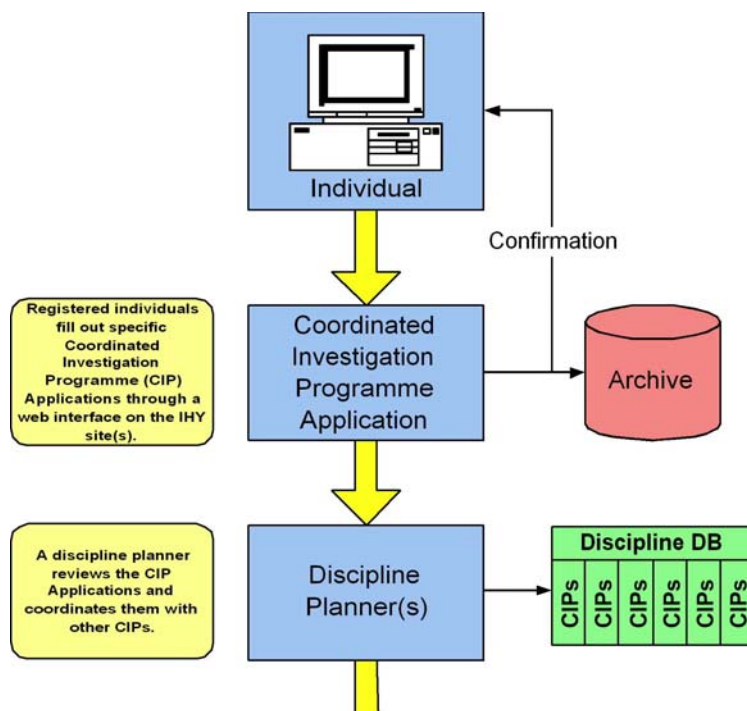 Individual
Confirmation
Registered individuals
fill out specific
Coordinated
Investigation
Programme (CIP)
Applications through a
web interface on the IHY
site(s).
Coordinated
Investigation
Programme
Application
Archive
A discipline planner
reviews the CIP
Applications and
coordinates them with
other CIPs.
Discipline
Planner(s)
Discipline DB
CIPs
CIPs
CIPs
CIPs
CIPs
CIPs